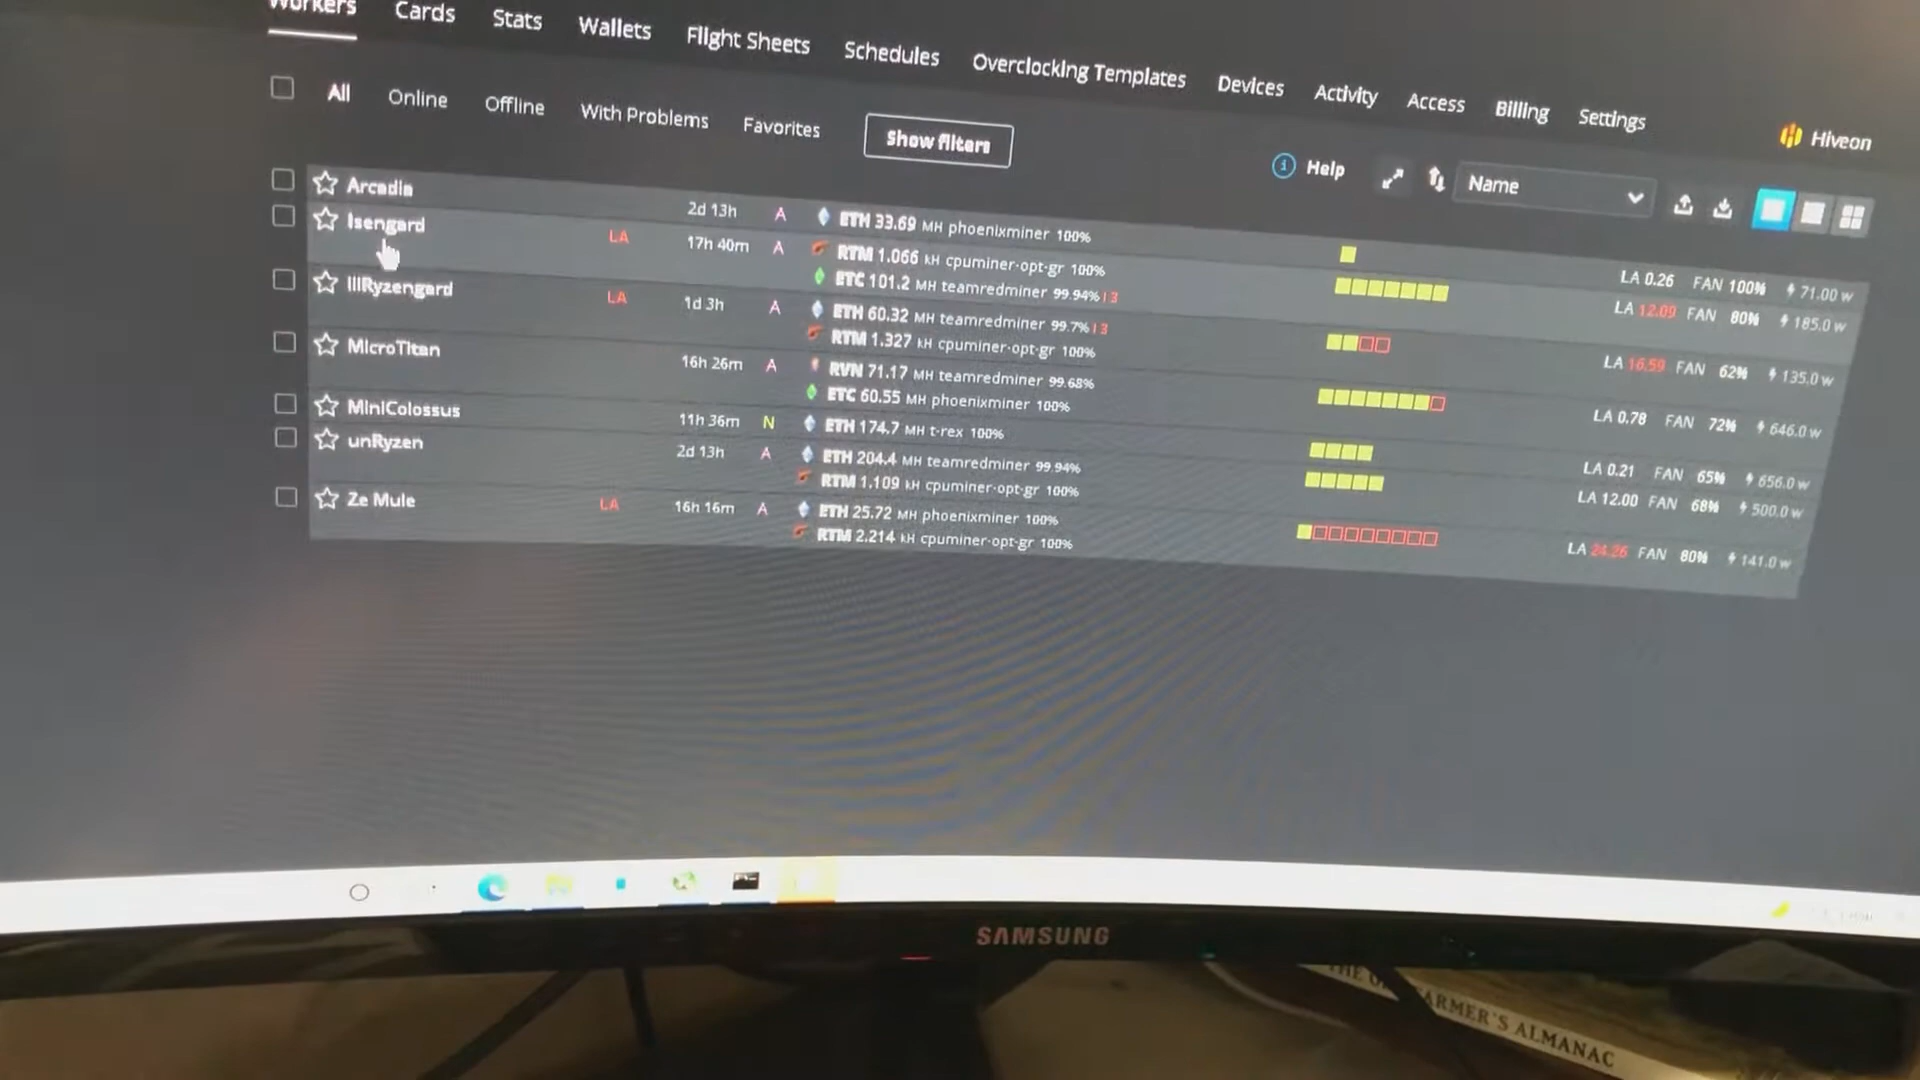 Workers Cards Stats Wallets Flight Sheets Schedules Overclocking Templates Devices Activity Access Billing Settings
All Online Offline With Problems Favorites Show filters
Hiveon
Help Name
Arcadia 2d 13h A ETH 33.69 MH phoenixminer 100% LA 0.26 FAN 100% 71.00 w
Isengard LA 17h 40m A RTM 1.066 kH cpuminer-opt-gr 100% LA 12.09 FAN 80% 185.0 w
ETC 101.2 MH teamredminer 99.94% I 3
IllRyzengard LA 1d 3h A ETH 60.32 MH teamredminer 99.7% I 3 LA 16.59 FAN 62% 135.0 w
RTM 1.327 kH cpuminer-opt-gr 100%
MicroTitan 16h 26m A RVN 71.17 MH teamredminer 99.68% LA 0.78 FAN 72% 646.0 w
ETC 60.55 MH phoenixminer 100%
MiniColossus 11h 36m N ETH 174.7 MH t-rex 100% LA 0.21 FAN 65% 656.0 w
unRyzen 2d 13h A ETH 204.4 MH teamredminer 99.94% LA 12.00 FAN 68% 500.0 w
RTM 1.109 kH cpuminer-opt-gr 100%
Ze Mule LA 16h 16m A ETH 25.72 MH phoenixminer 100% LA 24.26 FAN 80% 141.0 w
RTM 2.214 kH cpuminer-opt-gr 100%
SAMSUNG
THE FARMER'S ALMANAC